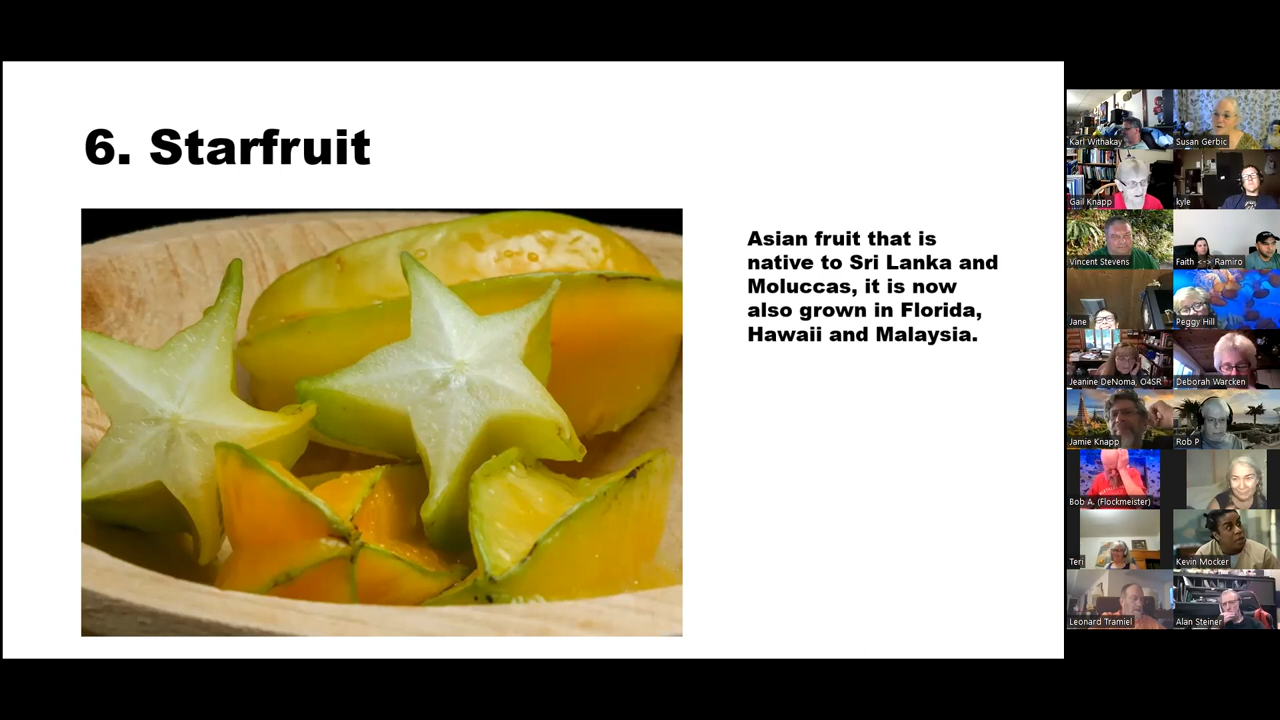 6. Starfruit
Asian fruit that is
native to Sri Lanka and
Moluccas, it is now
also grown in Florida,
Hawaii and Malaysia.
Karl Withakay
Susan Gerbic
Gail Knapp
kyle
Vincent Stevens
Faith <-> Ramiro
Jane
Peggy Hill
Jeanine DeNoma, O4SR
Deborah Warcken
Jamie Knapp
Rob P
Bob A. (Flockmeister)
Teri
Kevin Mocker
Leonard Tramiel
Alan Steiner